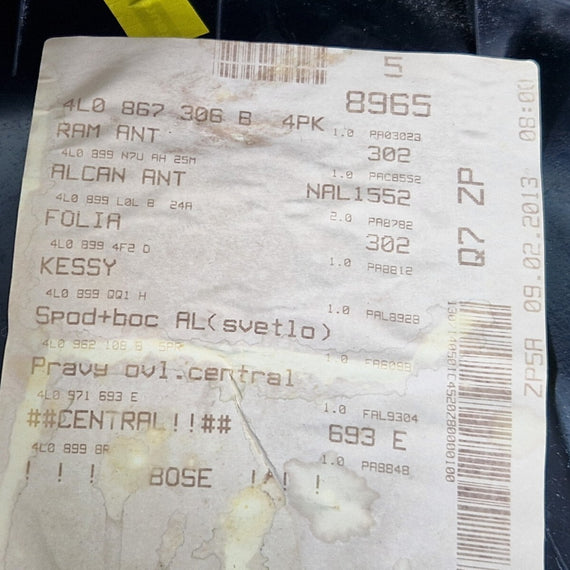 5
8965
4L0 867 306 B 4PK 1.0 PA03023
RAM ANT 302
4L0 899 N7U AH 25M 1.0 PAC8552
ALCAN ANT NAL1552
4L0 899 L0L B 24A 2.0 PA8782
FOLIA 302
4L0 899 4F2 D 1.0 PA8812
KESSY
4L0 899 QQ1 H 1.0 PAL8928
Spod+boc AL(svetlo)
4L0 962 108 B 1.0
Pravy ovl.central
4L0 971 693 E 1.0 FAL9304
##CENTRAL!!## 693 E
4L0 899 8R 1.0 PA8848
! ! ! BOSE ! ! !
Q7 ZP
ZP5A 09.02.2013 08:00